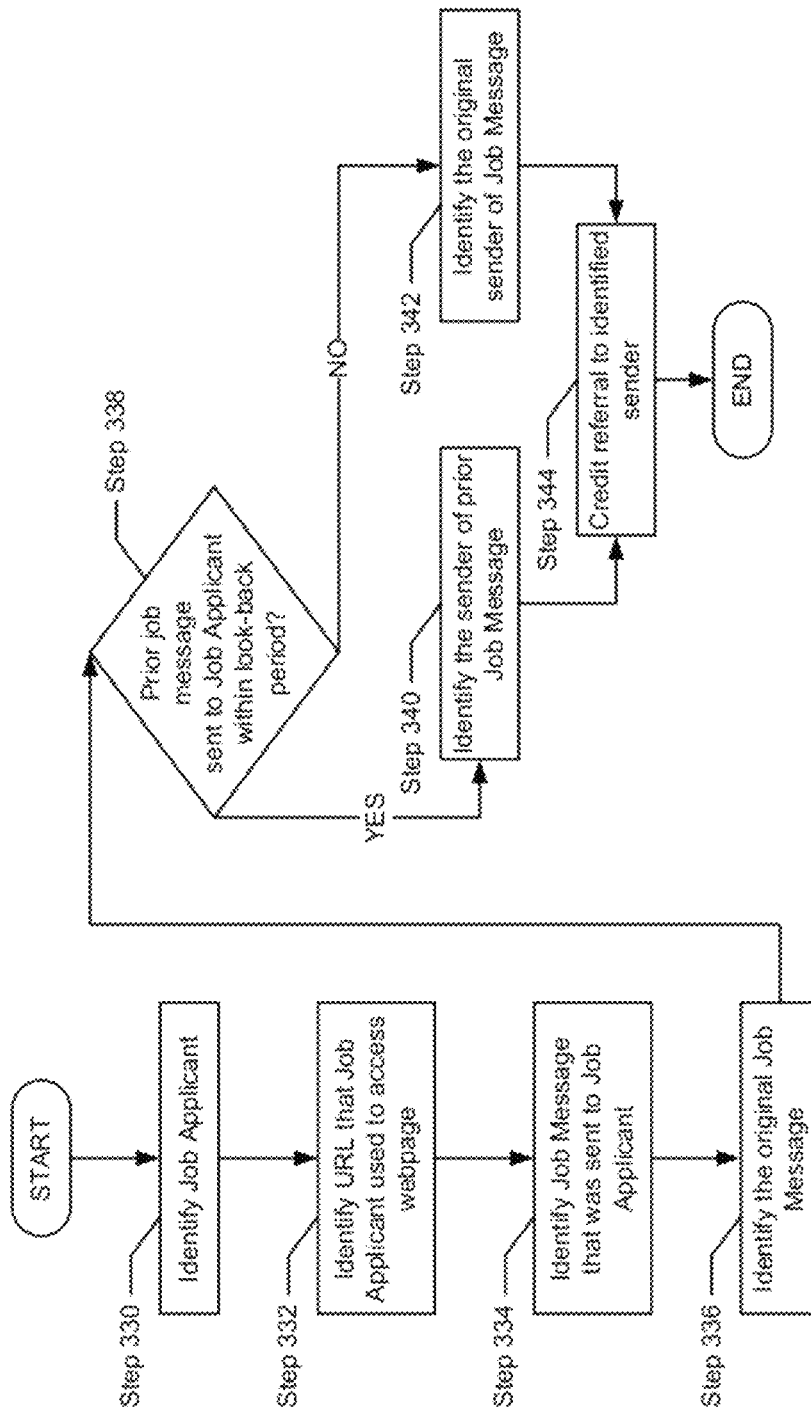 START
Step 330
Identify Job Applicant
Step 332
Identify URL that Job
Applicant used to access
webpage
Step 334
Identify Job Message
that was sent to Job
Applicant
Step 336
Identify the original Job
Message
Step 338
Prior job
message
sent to Job Applicant
within look-back
period?
YES
NO
Step 340
Identify the sender of prior
Job Message
Step 342
Identify the original
sender of Job Message
Step 344
Credit referral to identified
sender
END